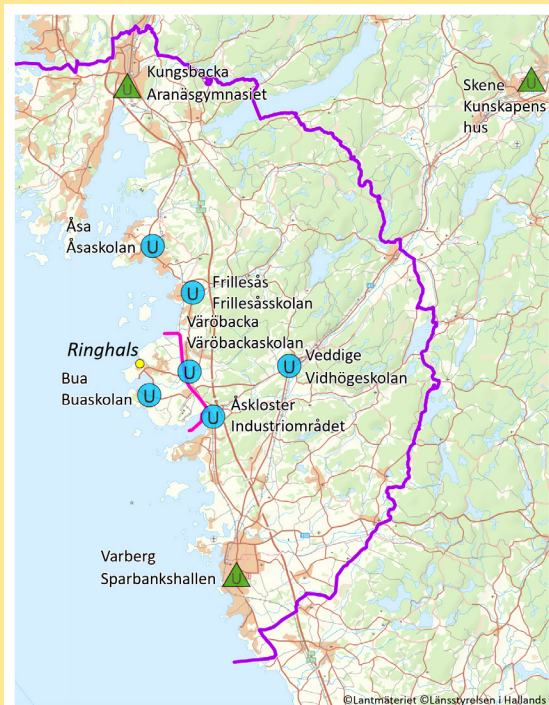 Kungsbacka
Aranäsgymnasiet
U
Skene
Kunskapens
hus
U
Åsa
Åsaskolan
U
Frillesås
Frillesåsskolan
U
Väröbacka
Väröbackaskolan
U
Ringhals
Bua
Buaskolan
U
Veddige
Vidhögeskolan
U
Åskloster
Industriområdet
U
Varberg
Sparbankshallen
U
©Lantmäteriet ©Länsstyrelsen i Hallands